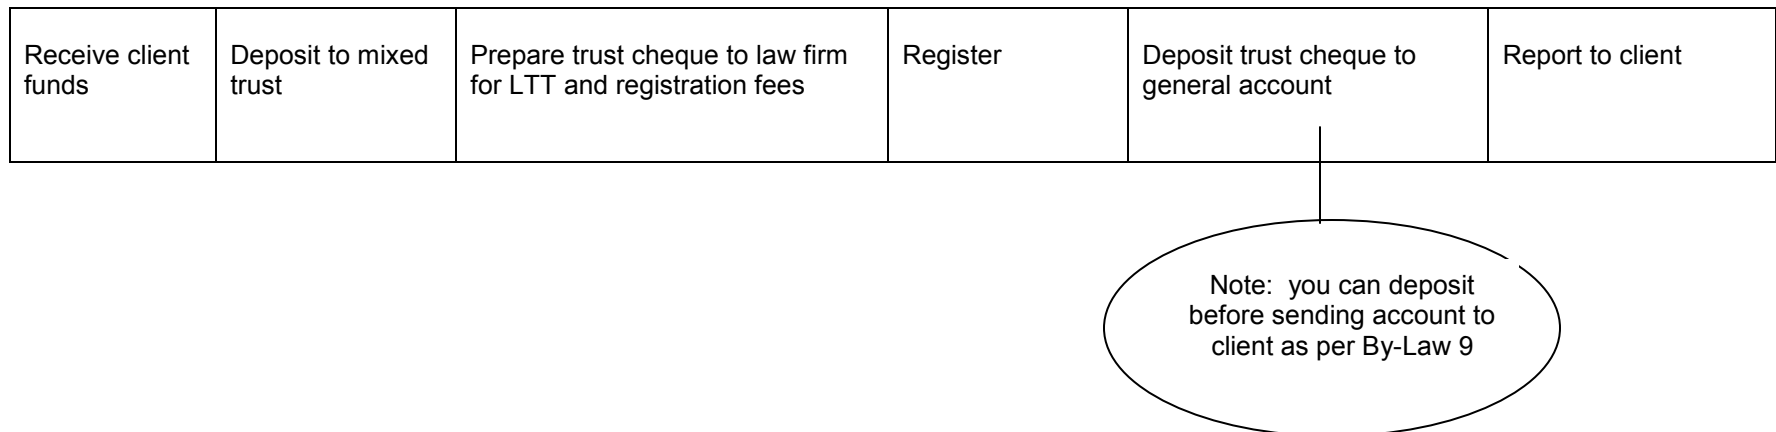 Receive client
funds
Deposit to mixed
trust
Prepare trust cheque to law firm
for LTT and registration fees
Register
Deposit trust cheque to
general account
Report to client
Note:  you can deposit
before sending account to
client as per By-Law 9